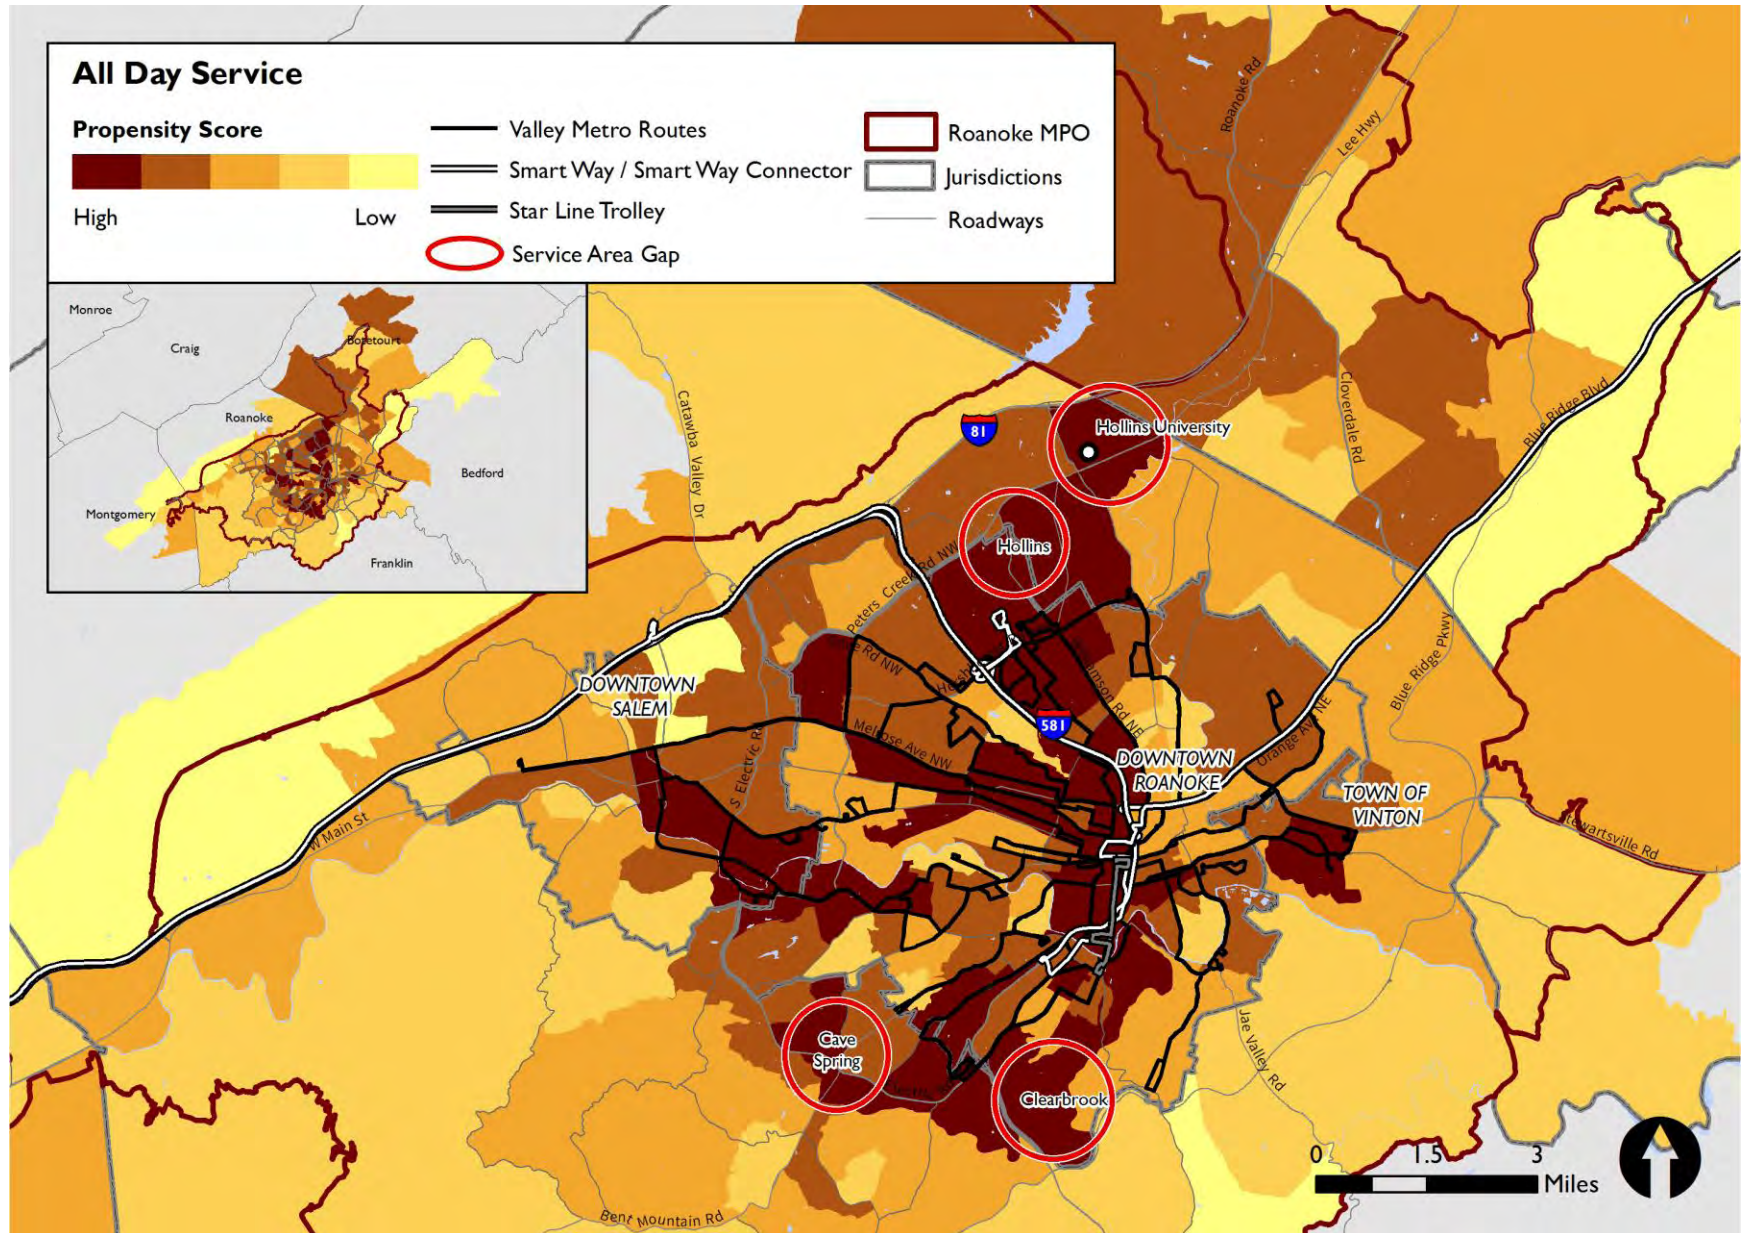 All Day Service
Propensity Score
High
Low
Valley Metro Routes
Smart Way / Smart Way Connector
Star Line Trolley
Service Area Gap
Roanoke MPO
Jurisdictions
Roadways
Monroe
Craig
Botetourt
Roanoke
Bedford
Montgomery
Franklin
Roanoke Rd
Lee Hwy
Catawba Valley Dr
81
Hollins University
Cloverdale Rd
Blue Ridge Blvd
Hollins
Peters Creek Rd NW
Rd NW
Blue Ridge Pkwy
DOWNTOWN
SALEM
581
Rd NE
Melrose Ave NW
S Electric Rd
DOWNTOWN
ROANOKE
Orange Ave NE
TOWN OF
VINTON
W Main St
Stewartsville Rd
Cave
Spring
Clearbrook
Jae Valley Rd
Bent Mountain Rd
0
1.5
3
Miles